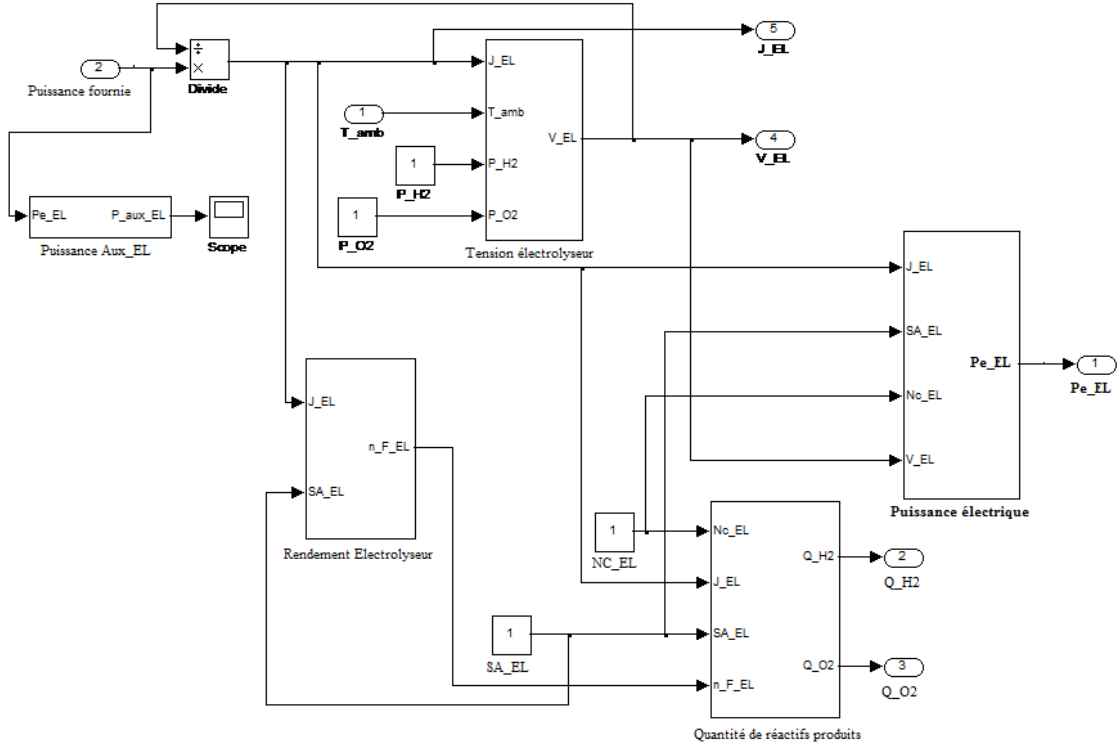 5
J_EL
÷
×
Divide
2
Puissance fournie
J_EL
T_amb
P_H2
P_O2
V_EL
Tension électrolyseur
1
T_amb
1
P_H2
1
P_O2
4
V_EL
Pe_EL
P_aux_EL
Puissance Aux_EL
Scope
J_EL
SA_EL
Nc_EL
V_EL
Pe_EL
Puissance électrique
1
Pe_EL
J_EL
SA_EL
n_F_EL
Rendement Electrolyseur
1
NC_EL
1
SA_EL
Nc_EL
J_EL
SA_EL
n_F_EL
Q_H2
Q_O2
Quantité de réactifs produits
2
Q_H2
3
Q_O2